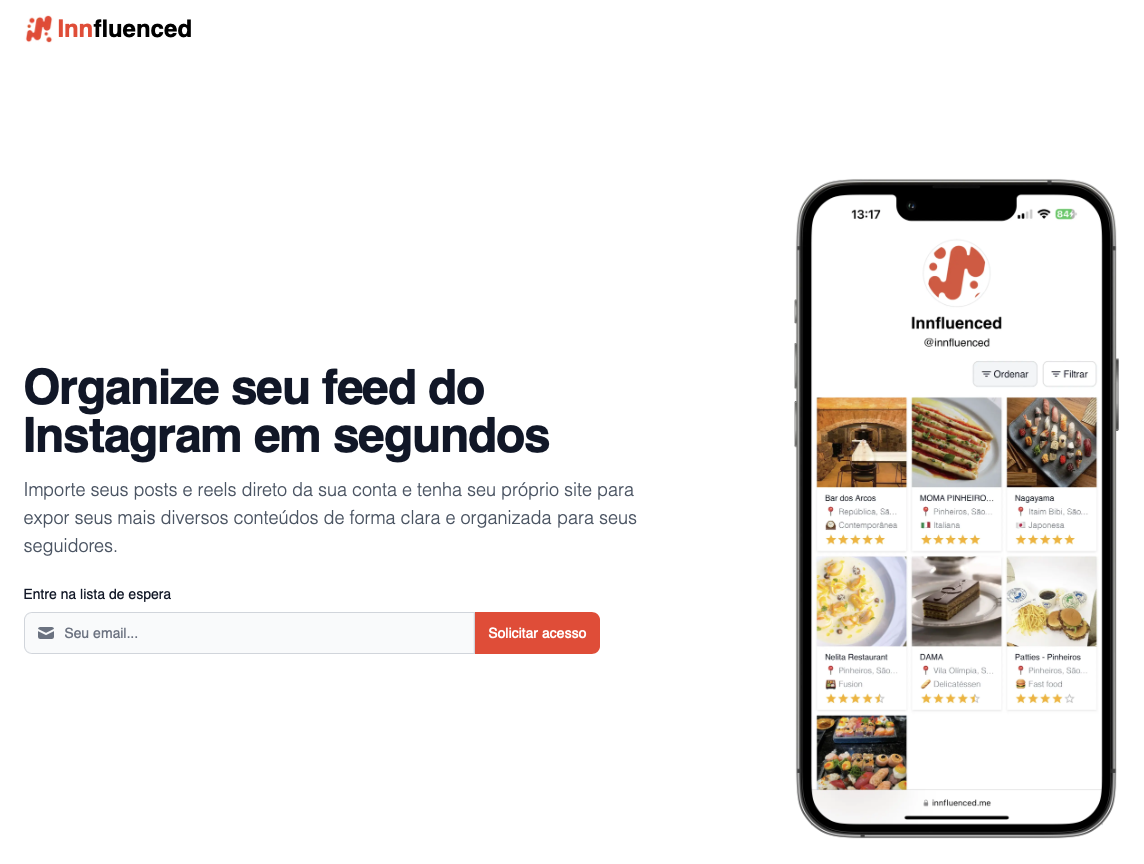 Innfluenced
Organize seu feed do
Instagram em segundos
Importe seus posts e reels direto da sua conta e tenha seu próprio site para
expor seus mais diversos conteúdos de forma clara e organizada para seus
seguidores.
Entre na lista de espera
Seu email...
Solicitar acesso
13:17
84
Innfluenced
@innfluenced
Ordenar
Filtrar
Bar dos Arcos
República, Sã...
Contemporânea
MOMA PINHEIRO...
Pinheiros, São...
Italiana
Nagayama
Itaim Bibi, São...
Japonesa
Nelita Restaurant
Pinheiros, São...
Fusion
DAMA
Vila Olímpia, S...
Delicatéssen
Patties - Pinheiros
Pinheiros, São...
Fast food
innfluenced.me